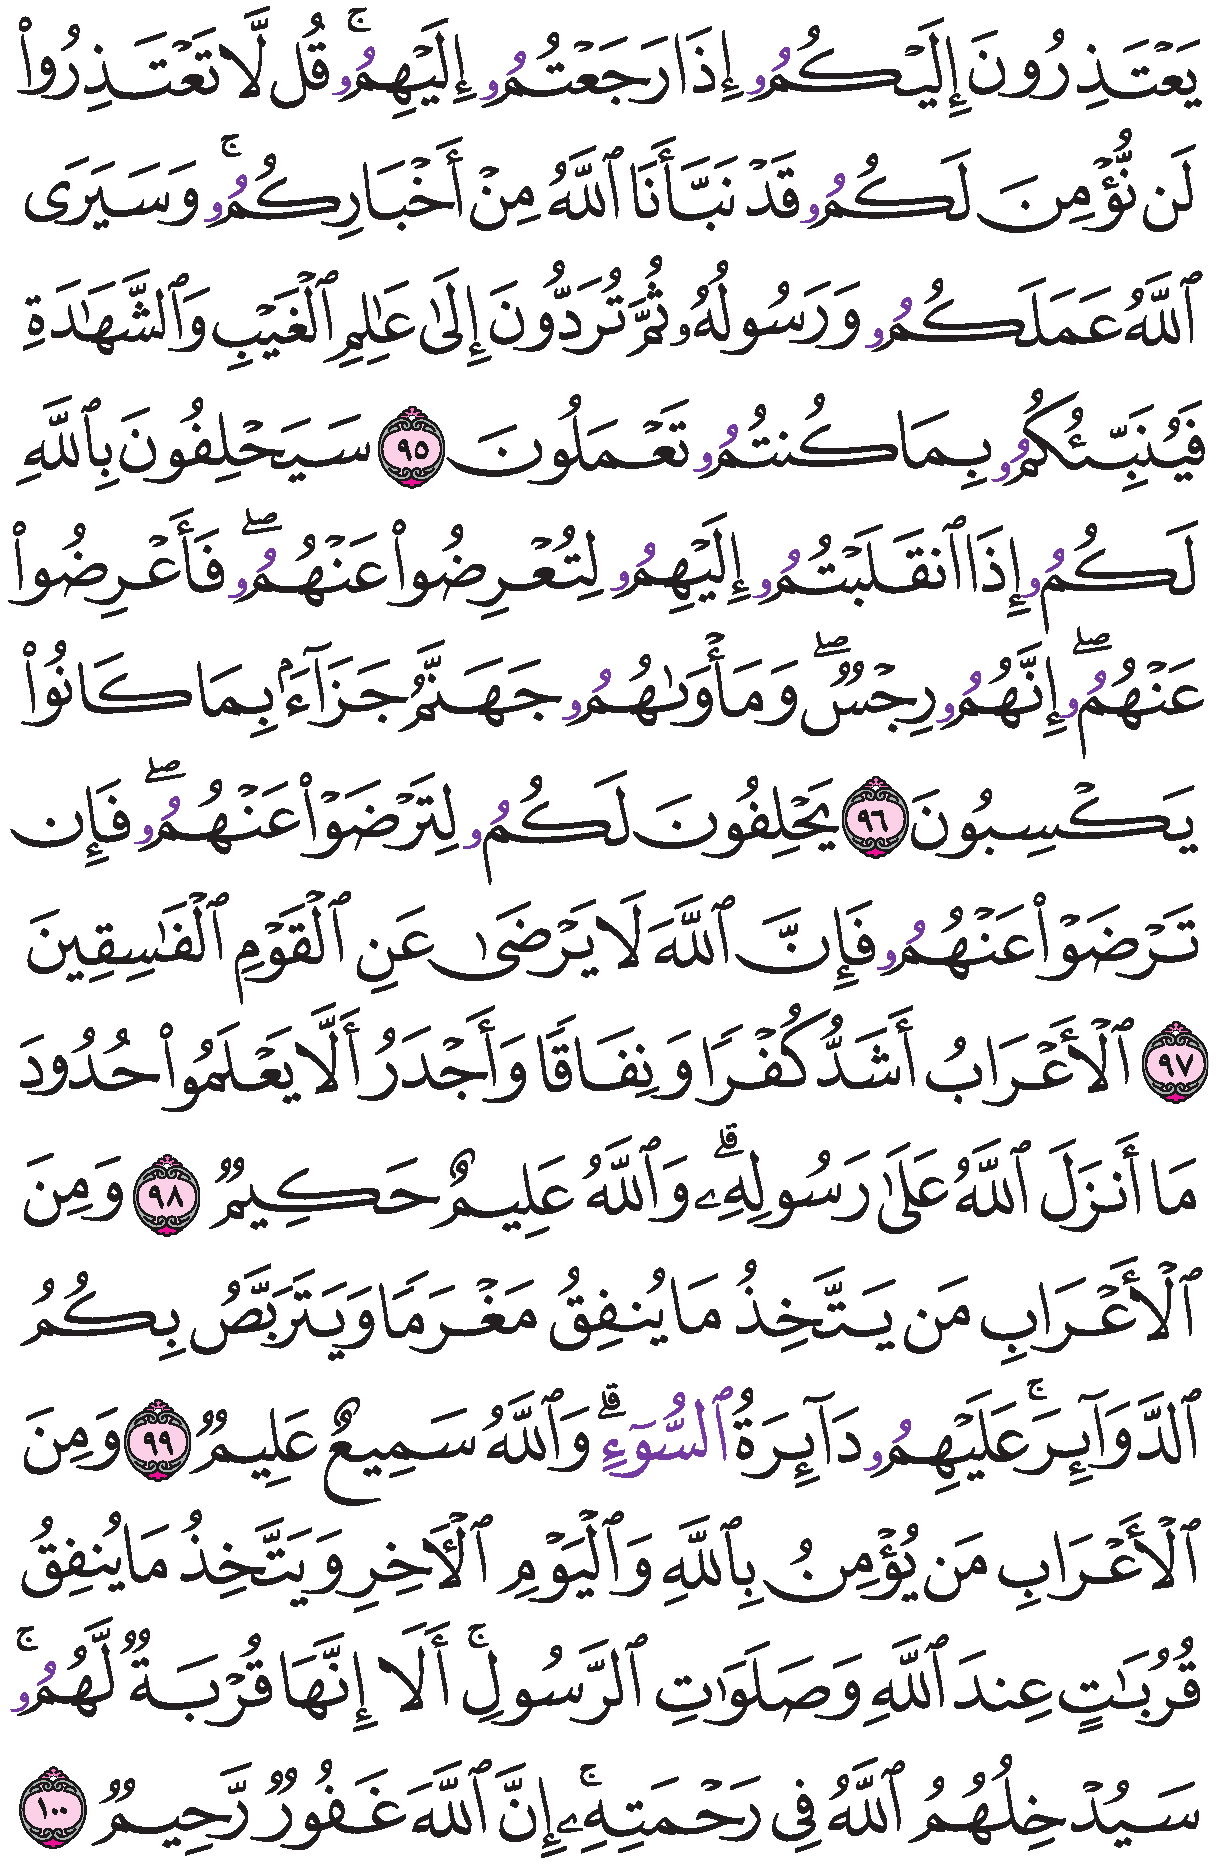 يَعْتَذِرُونَ إِلَيْكُمُۥ إِذَا رَجَعْتُمُۥ إِلَيْهِمُۥۚ قُل لَّا تَعْتَذِرُوا۟
لَن نُّؤْمِنَ لَكُمُۥ قَدْ نَبَّأَنَا ٱللَّهُ مِنْ أَخْبَارِكُمُۥۚ وَسَيَرَى
ٱللَّهُ عَمَلَكُمُۥ وَرَسُولُهُۥ ثُمَّ تُرَدُّونَ إِلَىٰ عَٰلِمِ ٱلْغَيْبِ وَٱلشَّهَٰدَةِ
فَيُنَبِّئُكُمُۥ بِمَا كُنتُمُۥ تَعْمَلُونَ ٩٥ سَيَحْلِفُونَ بِٱللَّهِ
لَكُمُۥ إِذَا ٱنقَلَبْتُمُۥ إِلَيْهِمُۥ لِتُعْرِضُوا۟ عَنْهُمُۥۖ فَأَعْرِضُوا۟
عَنْهُمُۥۖ إِنَّهُمُۥ رِجْسٌۖ وَمَأْوَىٰهُمُۥ جَهَنَّمُ جَزَآءَۢ بِمَا كَانُوا۟
يَكْسِبُونَ ٩٦ يَحْلِفُونَ لَكُمُۥ لِتَرْضَوْا۟ عَنْهُمُۥۖ فَإِن
تَرْضَوْا۟ عَنْهُمُۥ فَإِنَّ ٱللَّهَ لَا يَرْضَىٰ عَنِ ٱلْقَوْمِ ٱلْفَٰسِقِينَ
٩٧ ٱلْأَعْرَابُ أَشَدُّ كُفْرًا وَنِفَاقًا وَأَجْدَرُ أَلَّا يَعْلَمُوا۟ حُدُودَ
مَا أَنزَلَ ٱللَّهُ عَلَىٰ رَسُولِهِۦۗ وَٱللَّهُ عَلِيمٌ حَكِيمٌ ٩٨ وَمِنَ
ٱلْأَعْرَابِ مَن يَتَّخِذُ مَا يُنفِقُ مَغْرَمًا وَيَتَرَبَّصُ بِكُمُ
ٱلدَّوَآئِرَۚ عَلَيْهِمُۥ دَآئِرَةُ ٱلسُّوٓءِۗ وَٱللَّهُ سَمِيعٌ عَلِيمٌ ٩٩ وَمِنَ
ٱلْأَعْرَابِ مَن يُؤْمِنُ بِٱللَّهِ وَٱلْيَوْمِ ٱلْأٓخِرِ وَيَتَّخِذُ مَا يُنفِقُ
قُرُبَٰتٍ عِندَ ٱللَّهِ وَصَلَوَٰتِ ٱلرَّسُولِۚ أَلَا إِنَّهَا قُرْبَةٌ لَّهُمُۥۚ
سَيُدْخِلُهُمُ ٱللَّهُ فِى رَحْمَتِهِۦۚ إِنَّ ٱللَّهَ غَفُورٌ رَّحِيمٌ ١٠٠